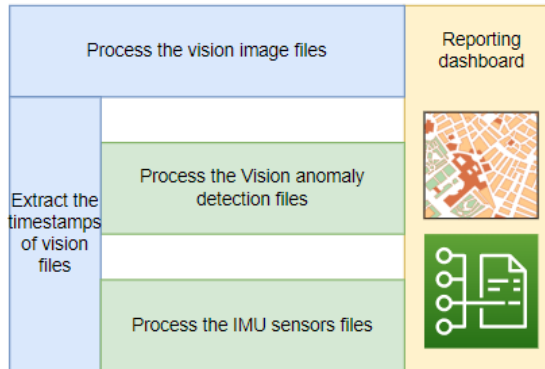 Process the vision image files
Reporting
dashboard
Process the Vision anomaly
detection files
Extract the
timestamps
of vision
files
Process the IMU sensors files